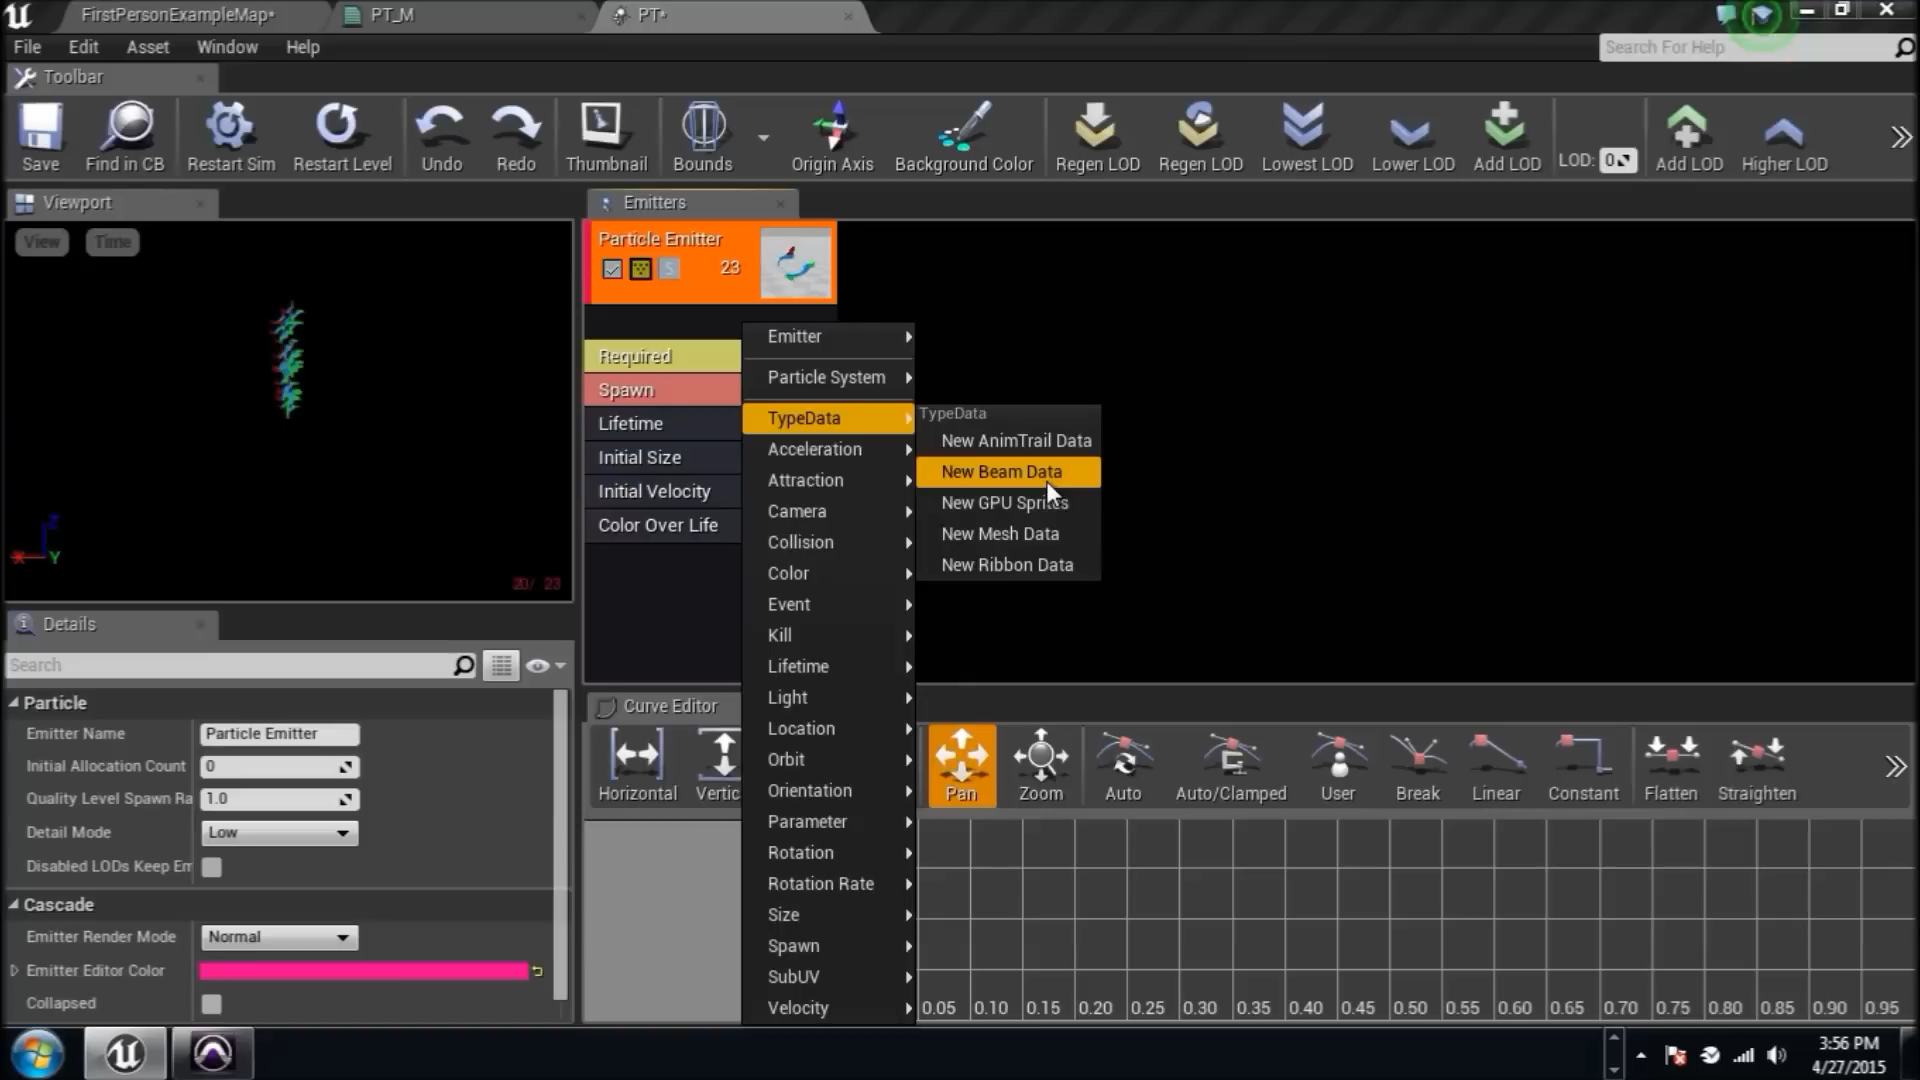 FirstPersonExampleMap*
PT_M
PT*
File Edit Asset Window Help
Search For Help
Toolbar
Save Find in CB Restart Sim Restart Level Undo Redo Thumbnail Bounds Origin Axis Background Color Regen LOD Regen LOD Lowest LOD Lower LOD Add LOD LOD: 0 Add LOD Higher LOD
Viewport
View Time
X Z Y
20/ 23
Emitters
Particle Emitter
S 23
Required
Spawn
Lifetime
Initial Size
Initial Velocity
Color Over Life
Emitter
Particle System
TypeData
Acceleration
Attraction
Camera
Collision
Color
Event
Kill
Lifetime
Light
Location
Orbit
Orientation
Parameter
Rotation
Rotation Rate
Size
Spawn
SubUV
Velocity
TypeData
New AnimTrail Data
New Beam Data
New GPU Sprites
New Mesh Data
New Ribbon Data
Details
Search
Particle
Emitter Name Particle Emitter
Initial Allocation Count 0
Quality Level Spawn Ra 1.0
Detail Mode Low
Disabled LODs Keep Em
Cascade
Emitter Render Mode Normal
Emitter Editor Color
Collapsed
Curve Editor
Horizontal Vertic Pan Zoom Auto Auto/Clamped User Break Linear Constant Flatten Straighten
0.05 0.10 0.15 0.20 0.25 0.30 0.35 0.40 0.45 0.50 0.55 0.60 0.65 0.70 0.75 0.80 0.85 0.90 0.95
3:56 PM
4/27/2015